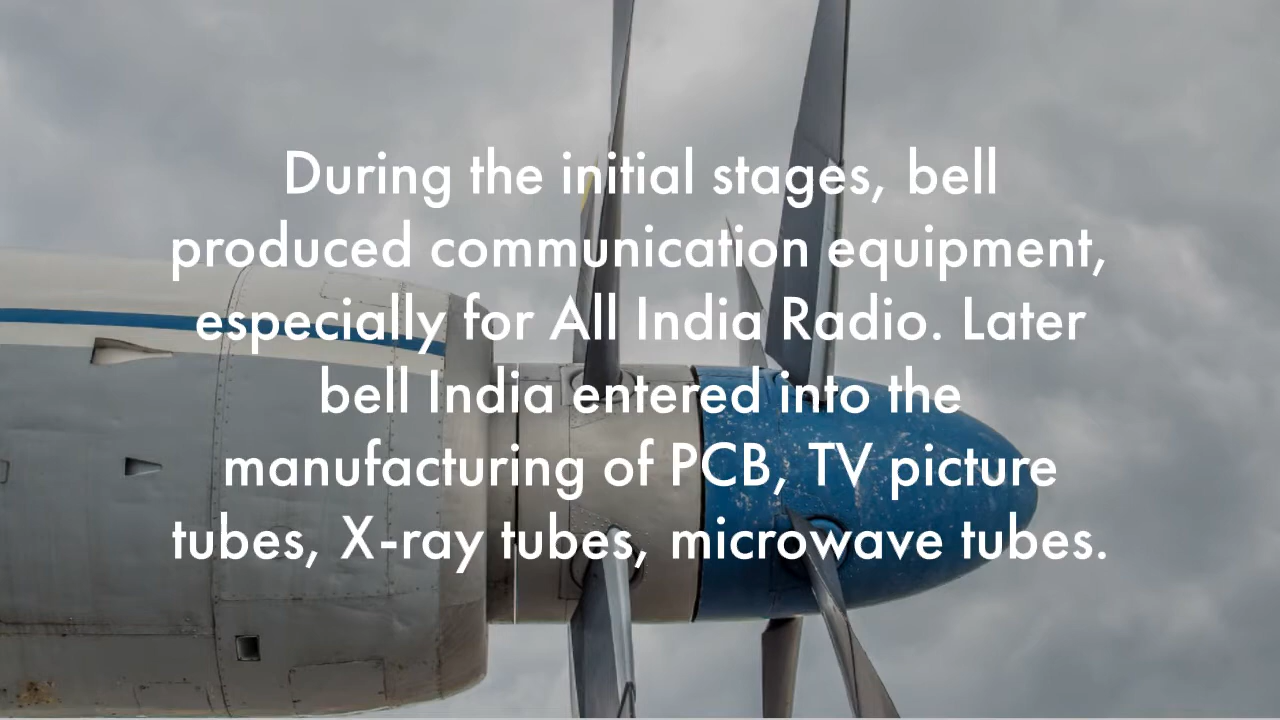 During the initial stages, bell
produced communication equipment,
especially for All India Radio. Later
bell India entered into the
manufacturing of PCB, TV picture
tubes, X-ray tubes, microwave tubes.